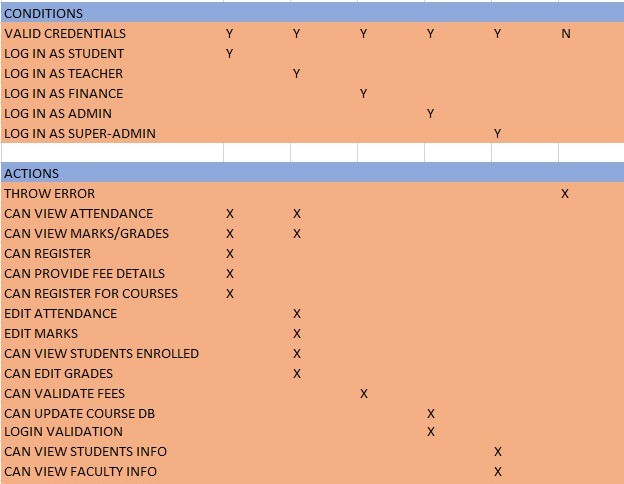 CONDITIONS
VALID CREDENTIALS Y Y Y Y Y N
LOG IN AS STUDENT Y
LOG IN AS TEACHER Y
LOG IN AS FINANCE Y
LOG IN AS ADMIN Y
LOG IN AS SUPER-ADMIN Y
ACTIONS
THROW ERROR X
CAN VIEW ATTENDANCE X X
CAN VIEW MARKS/GRADES X X
CAN REGISTER X
CAN PROVIDE FEE DETAILS X
CAN REGISTER FOR COURSES X
EDIT ATTENDANCE X
EDIT MARKS X
CAN VIEW STUDENTS ENROLLED X
CAN EDIT GRADES X
CAN VALIDATE FEES X
CAN UPDATE COURSE DB X
LOGIN VALIDATION X
CAN VIEW STUDENTS INFO X
CAN VIEW FACULTY INFO X